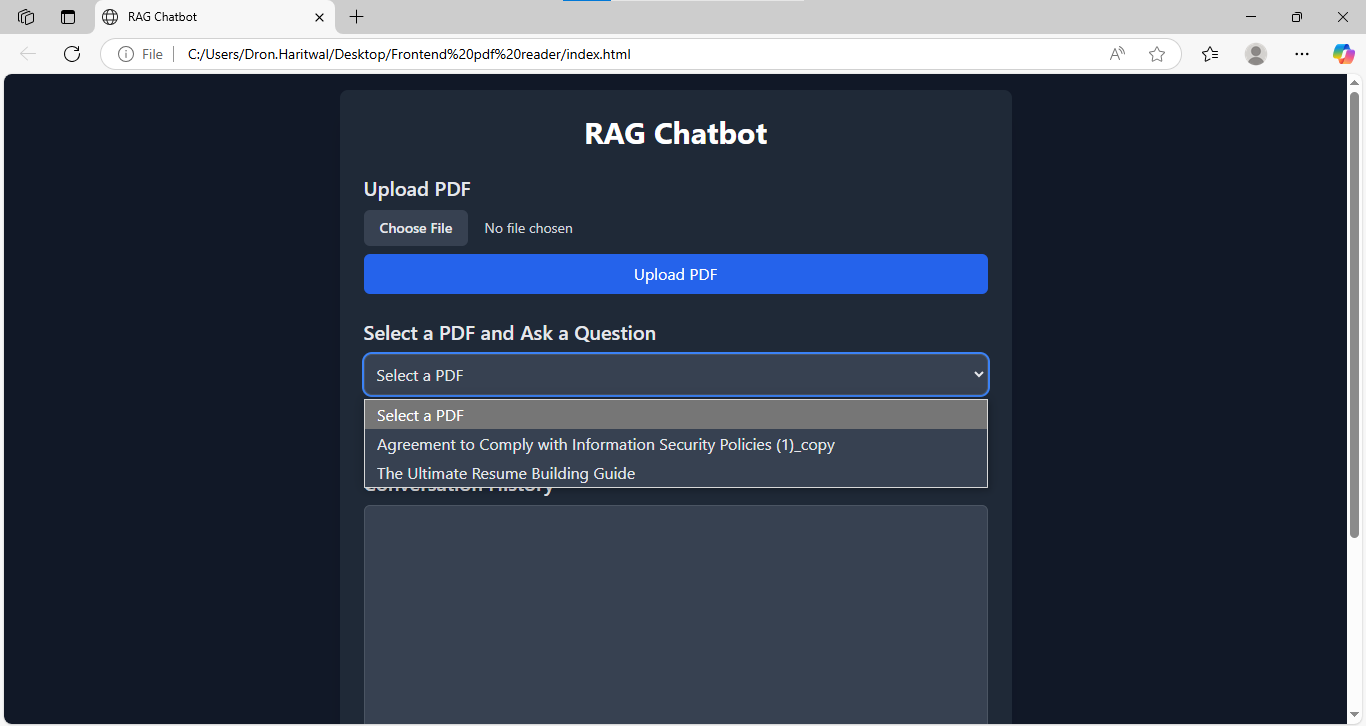 RAG Chatbot
File
C:/Users/Dron.Haritwal/Desktop/Frontend%20pdf%20reader/index.html
RAG Chatbot
Upload PDF
Choose File No file chosen
Upload PDF
Select a PDF and Ask a Question
Select a PDF
Select a PDF
Agreement to Comply with Information Security Policies (1)_copy
The Ultimate Resume Building Guide
Conversation History